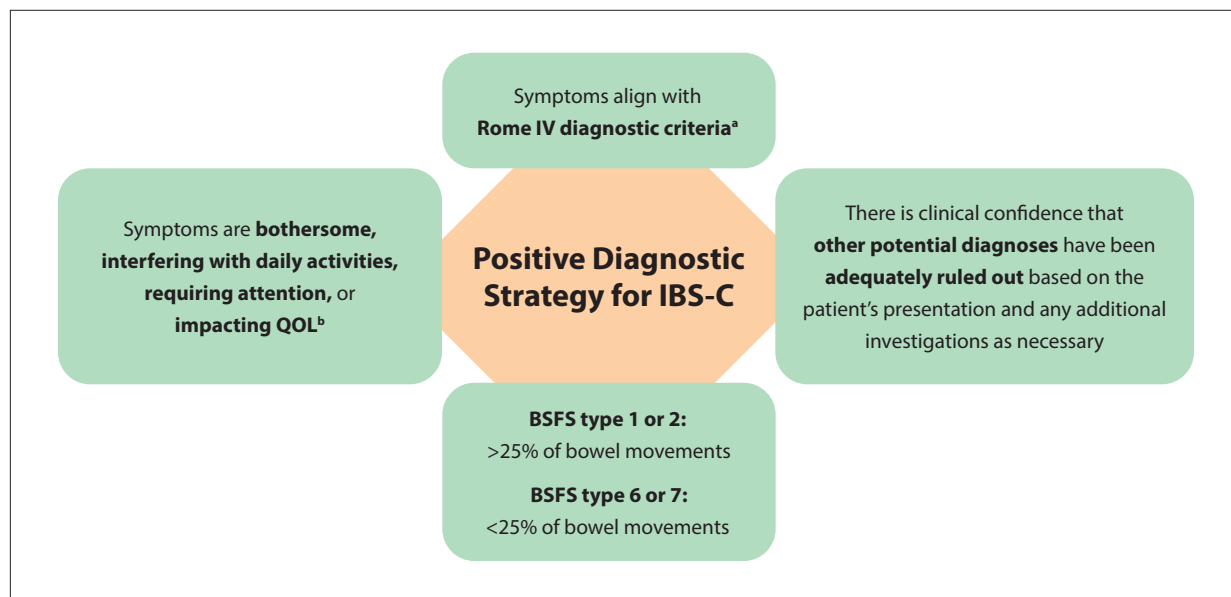 Symptoms align with
Rome IV diagnostic criteriaᵃ
Symptoms are bothersome,
interfering with daily activities,
requiring attention, or
impacting QOLᵇ
Positive Diagnostic
Strategy for IBS-C
There is clinical confidence that
other potential diagnoses have been
adequately ruled out based on the
patient’s presentation and any additional
investigations as necessary
BSFS type 1 or 2:
>25% of bowel movements
BSFS type 6 or 7:
<25% of bowel movements